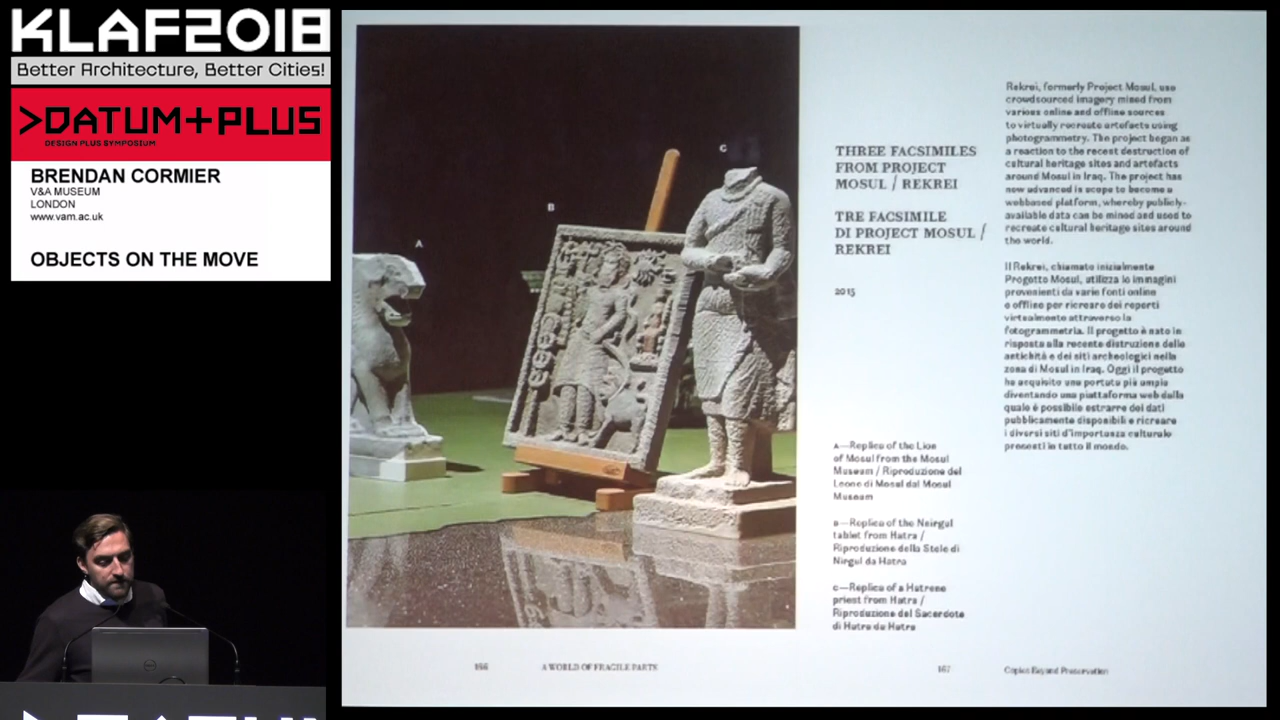 KLAF2018
Better Architecture, Better Cities!
>DATUM+PLUS
DESIGN PLUS SYMPOSIUM
BRENDAN CORMIER
V&A MUSEUM
LONDON
www.vam.ac.uk
OBJECTS ON THE MOVE
A
B
C
THREE FACSIMILES
FROM PROJECT
MOSUL / REKREI
TRE FACSIMILE
DI PROJECT MOSUL /
REKREI
2015
A—Replica of the Lion
of Mosul from the Mosul
Museum / Riproduzione del
Leone di Mosul dal Mosul
Museum
B—Replica of the Nairgul
tablet from Hatra /
Riproduzione della Stele di
Nirgul da Hatra
C—Replica of a Hatrene
priest from Hatra /
Riproduzione del Sacerdote
di Hatra da Hatra
Rekrei, formerly Project Mosul, use
crowdsourced imagery mined from
various online and offline sources
to virtually recreate artefacts using
photogrammetry. The project began as
a reaction to the recent destruction of
cultural heritage sites and artefacts
around Mosul in Iraq. The project has
now advanced in scope to become a
webbased platform, whereby publicly-
available data can be mined and used to
recreate cultural heritage sites around
the world.
Il Rekrei, chiamato inizialmente
Progetto Mosul, utilizza le immagini
provenienti da varie fonti online
e offline per ricreare dei reperti
virtualmente attraverso la
fotogrammetria. Il progetto è nato in
risposta alla recente distruzione delle
antichità e dei siti archeologici nella
zona di Mosul in Iraq. Oggi il progetto
ha acquisito una portata più ampia
diventando una piattaforma web dalla
quale è possibile estrarre dei dati
pubblicamente disponibili e ricreare
i diversi siti d'importanza culturale
presenti in tutto il mondo.
166
A WORLD OF FRAGILE PARTS
167
Copies Beyond Preservation
DELL